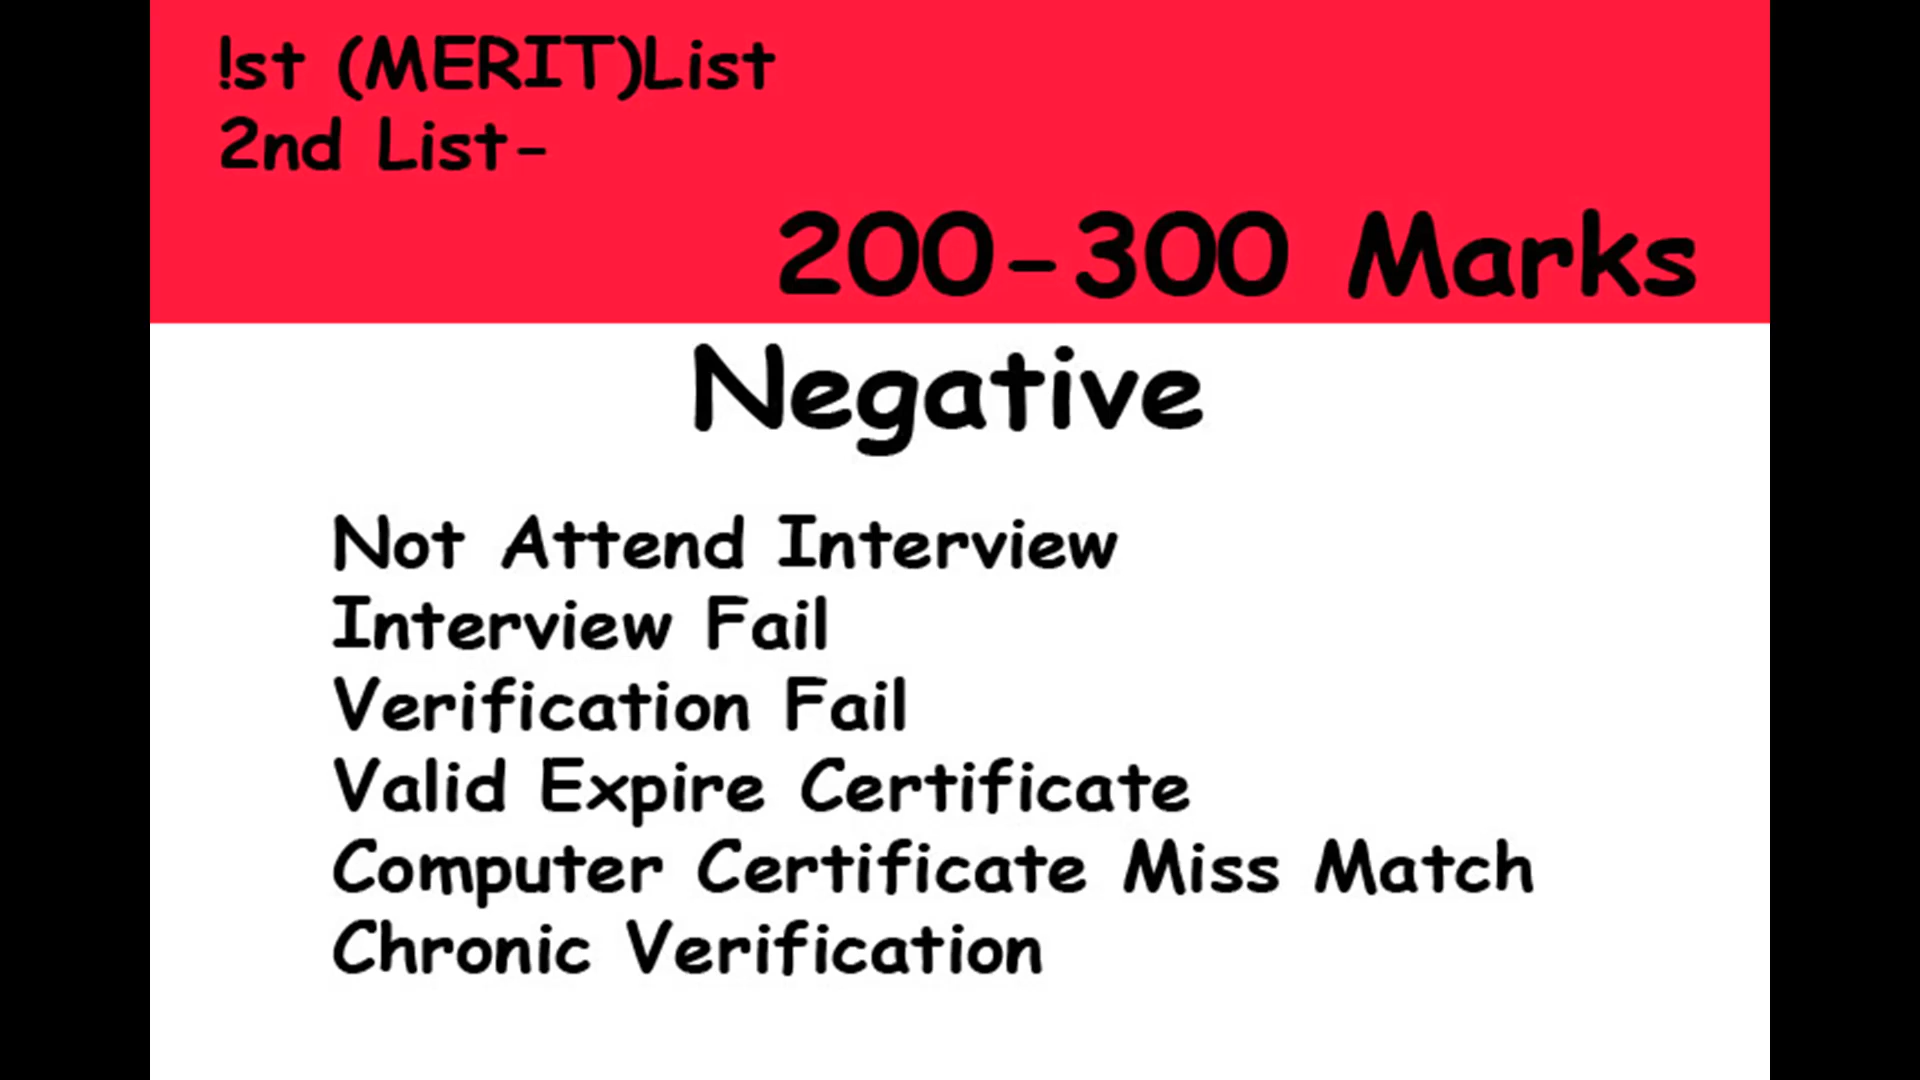 !st (MERIT)List
2nd List-
200-300 Marks
Negative
Not Attend Interview
Interview Fail
Verification Fail
Valid Expire Certificate
Computer Certificate Miss Match
Chronic Verification